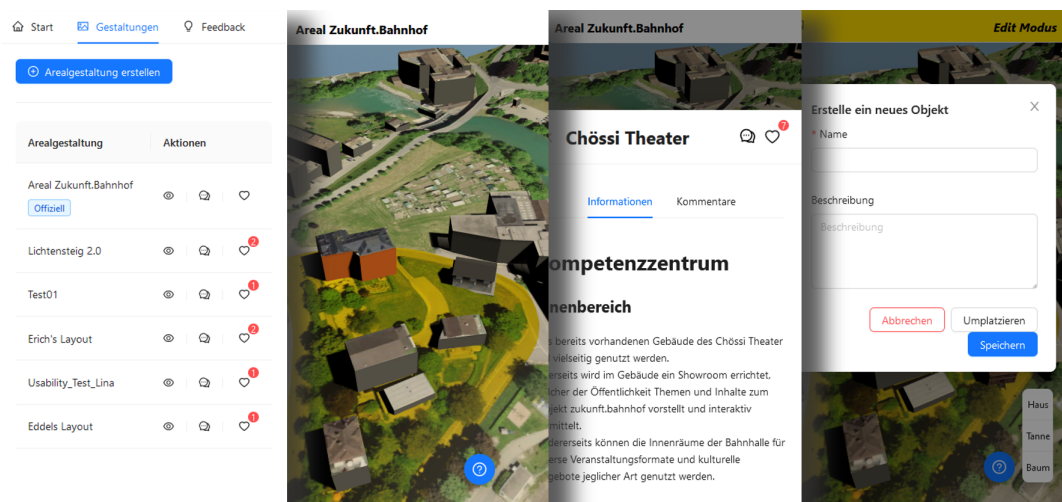 Start
Gestaltungen
Feedback
Arealgestaltung erstellen
Arealgestaltung
Aktionen
Areal Zukunft.Bahnhof
Offiziell
Lichtensteig 2.0
2
Test01
1
Erich's Layout
2
Usability_Test_Lina
1
Eddels Layout
1
Areal Zukunft.Bahnhof
Areal Zukunft.Bahnhof
Chössi Theater
7
Informationen
Kommentare
ompetenzzentrum
nenbereich
s bereits vorhandenen Gebäude des Chössi Theater
vielseitig genutzt werden.
erseits wird im Gebäude ein Showroom errichtet,
cher der Öffentlichkeit Themen und Inhalte zum
jekt zukunft.bahnhof vorstellt und interaktiv
mittelt.
dererseits können die Innenräume der Bahnhalle für
erse Veranstaltungsformate und kulturelle
gebote jeglicher Art genutzt werden.
Edit Modus
Erstelle ein neues Objekt
* Name
Beschreibung
Beschreibung
Abbrechen
Umplatzieren
Speichern
Haus
Tanne
Baum